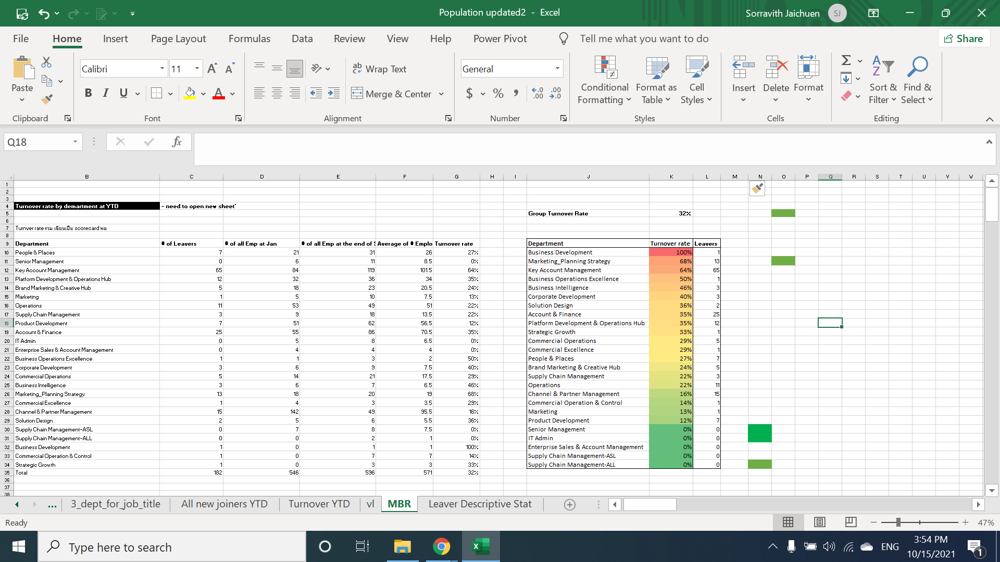 Population updated2 - Excel
Sorravith Jaichuen SJ
File Home Insert Page Layout Formulas Data Review View Help Power Pivot Tell me what you want to do Share
Paste
Calibri 11
Wrap Text
Merge & Center
General
Conditional Formatting
Format as Table
Cell Styles
Insert Delete Format
Sort & Filter
Find & Select
Clipboard Font Alignment Number Styles Cells Editing
Q18 fx
B C D E F G H I J K L M N O P Q R S T U V W
Turnover rate by demartment at YTD - need to open new sheet'
Group Turnover Rate 32%
Turnver rate รวม เขียนเป็น scorecard พอ
Department # of Leavers # of all Emp at Jan # of all Emp at the end of S Average of # Emplo Turnover rate Department Turnover rate Leavers
People & Places 7 21 31 26 27% Business Development 100% 1
Senior Management 0 6 11 8.5 0% Marketing_Planning Strategy 68% 13
Key Account Management 65 84 119 101.5 64% Key Account Management 64% 65
Platform Development & Operations Hub 12 32 36 34 35% Business Operations Excellence 50% 1
Brand Marketing & Creative Hub 5 18 23 20.5 24% Business Intelligence 46% 3
Marketing 1 5 10 7.5 13% Corporate Development 40% 3
Operations 11 53 49 51 22% Solution Design 36% 2
Supply Chain Management 3 9 18 13.5 22% Account & Finance 35% 25
Product Development 7 51 62 56.5 12% Platform Development & Operations Hub 35% 12
Account & Finance 25 55 86 70.5 35% Strategic Growth 33% 1
IT Admin 0 5 8 6.5 0% Commercial Operations 29% 5
Enterprise Sales & Account Management 0 4 4 4 0% Commercial Excellence 29% 1
Business Operations Excellence 1 1 3 2 50% People & Places 27% 7
Corporate Development 3 6 9 7.5 40% Brand Marketing & Creative Hub 24% 5
Commercial Operations 5 14 21 17.5 29% Supply Chain Management 22% 3
Business Intelligence 3 6 7 6.5 46% Operations 22% 11
Marketing_Planning Strategy 13 18 20 19 68% Channel & Partner Management 16% 15
Commercial Excellence 1 4 3 3.5 29% Commercial Operation & Control 14% 1
Channel & Partner Management 15 142 49 95.5 16% Marketing 13% 1
Solution Design 2 5 6 5.5 36% Product Development 12% 7
Supply Chain Management-ASL 0 7 8 7.5 0% Senior Management 0% 0
Supply Chain Management-ALL 0 0 2 1 0% IT Admin 0% 0
Business Development 1 0 1 1 100% Enterprise Sales & Account Management 0% 0
Commercial Operation & Control 1 0 7 7 14% Supply Chain Management-ASL 0% 0
Strategic Growth 1 0 3 3 33% Supply Chain Management-ALL 0% 0
Total 182 546 596 571 32%
... 3_dept_for_job_title All new joiners YTD Turnover YTD vl MBR Leaver Descriptive Stat
Ready 47%
Type here to search
ENG
3:54 PM
10/15/2021
1